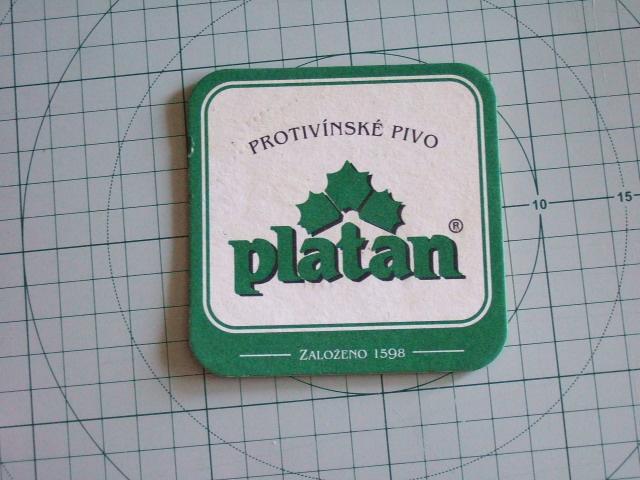 PROTIVÍNSKÉ PIVO
platan®
ZALOŽENO 1598
10
15